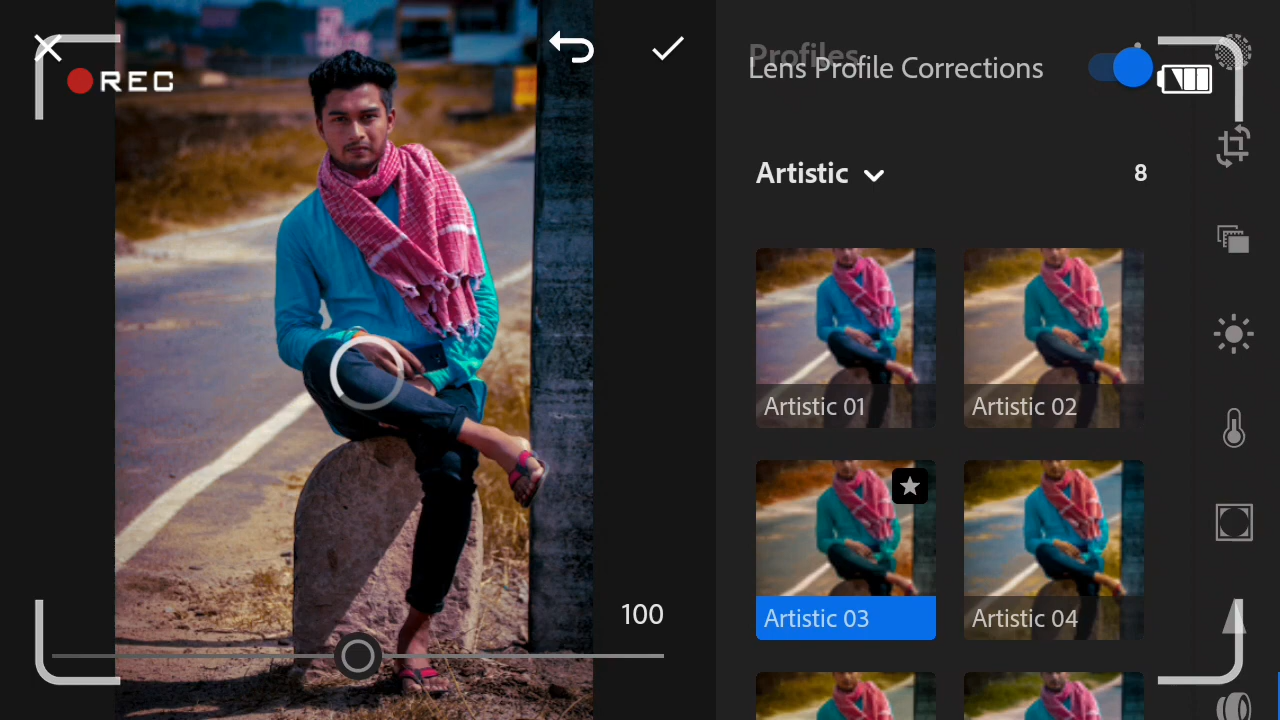 REC
Profiles
Lens Profile Corrections
Artistic
8
Artistic 01
Artistic 02
Artistic 03
Artistic 04
100